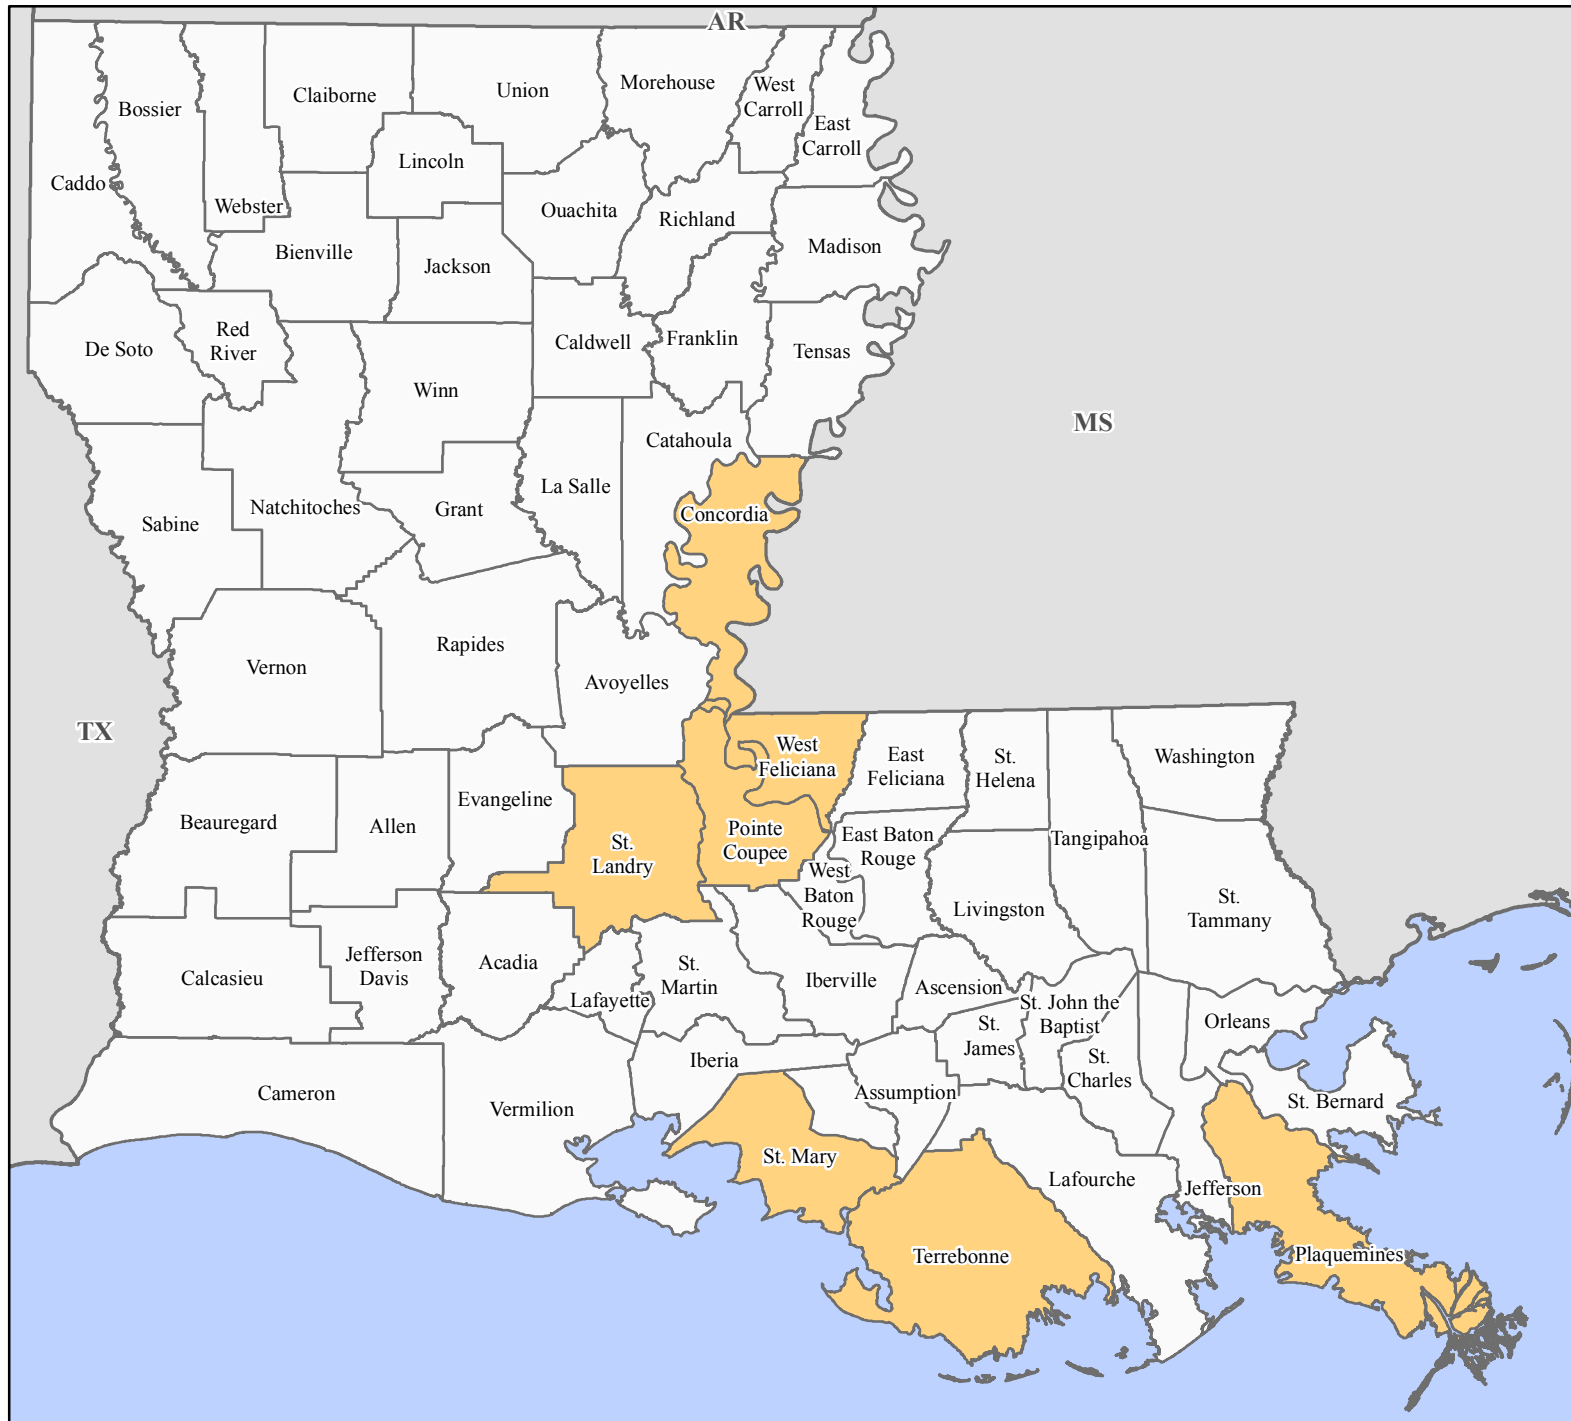 AR
Claiborne
Union
Morehouse
West
Carroll
Bossier
East
Carroll
Lincoln
Caddo
Webster
Ouachita
Richland
Bienville
Jackson
Madison
De Soto
Red
River
Caldwell
Franklin
Tensas
Winn
MS
Catahoula
La Salle
Natchitoches
Grant
Concordia
Sabine
Rapides
Vernon
Avoyelles
TX
West
Feliciana
East
Feliciana
St.
Helena
Washington
Evangeline
Beauregard
Allen
St.
Landry
Pointe
Coupee
East Baton
Rouge
Tangipahoa
West
Baton
Rouge
Livingston
St.
Tammany
Calcasieu
Jefferson
Davis
Acadia
Lafayette
St.
Martin
Iberville
Ascension
St. John the
Baptist
St.
James
Orleans
Iberia
St.
Charles
Cameron
Vermilion
Assumption
St. Bernard
St. Mary
Lafourche
Jefferson
Terrebonne
Plaquemines